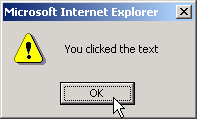 Microsoft Internet Explorer
You clicked the text
OK